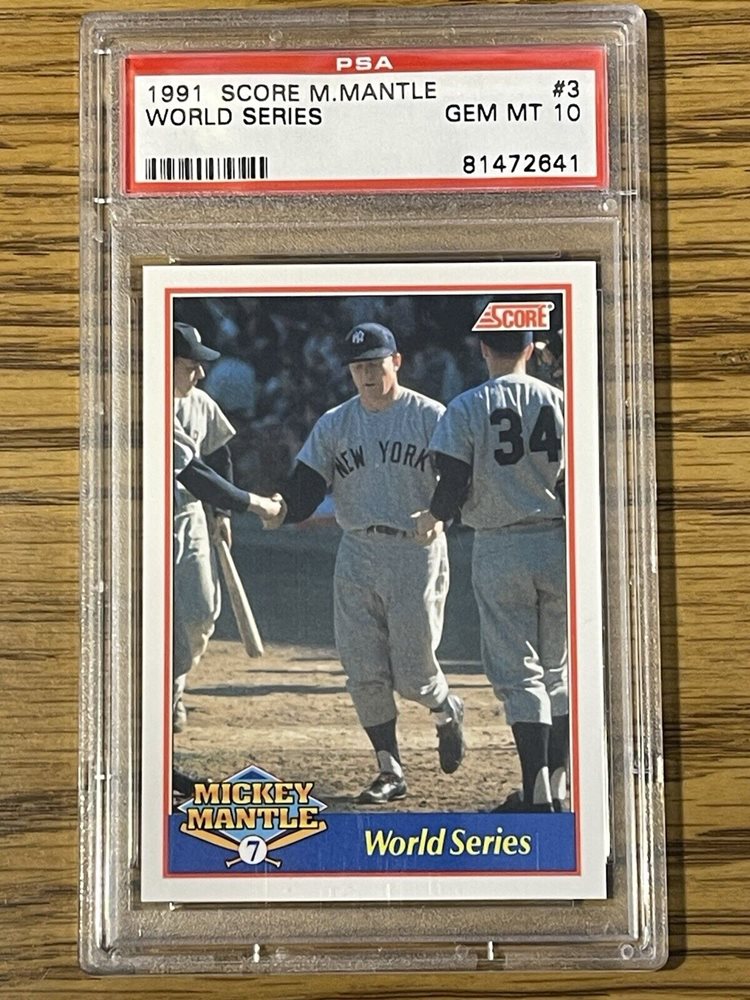 PSA
1991 SCORE M.MANTLE #3
WORLD SERIES GEM MT 10
81472641
SCORE
NY
NEW YORK
34
MICKEY
MANTLE
7
World Series